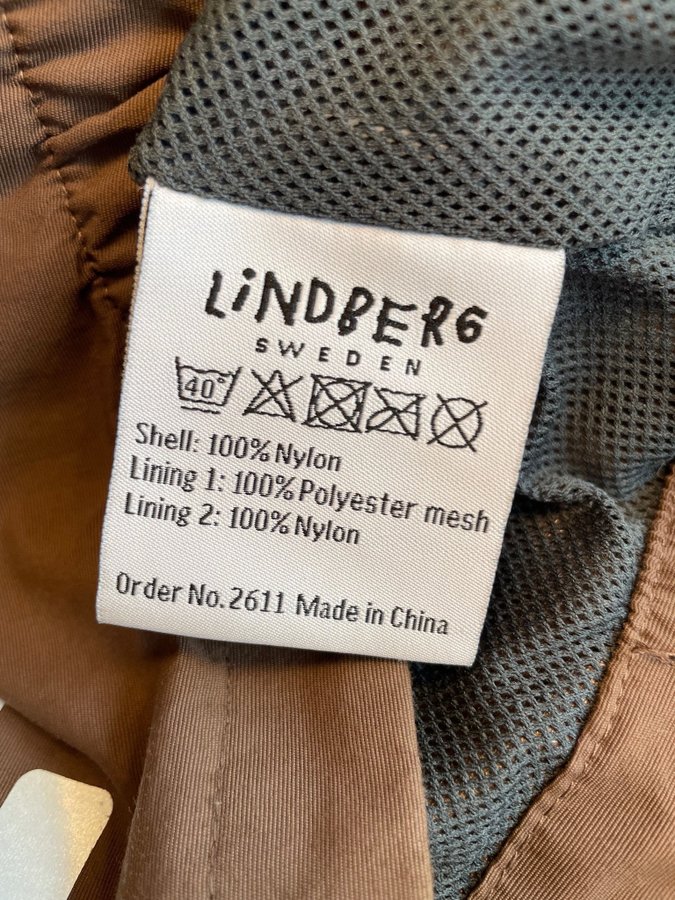 LiNDBERG
SWEDEN
40°
Shell: 100% Nylon
Lining 1: 100% Polyester mesh
Lining 2: 100% Nylon
Order No. 2611 Made in China